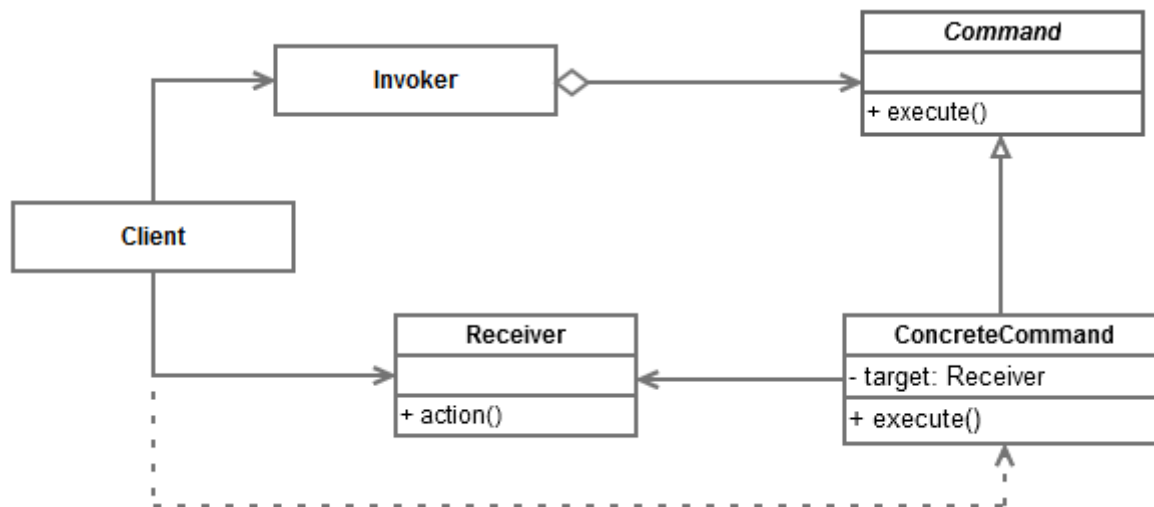 Command
Invoker
+ execute()
Client
Receiver
ConcreteCommand
- target: Receiver
+ action()
+ execute()